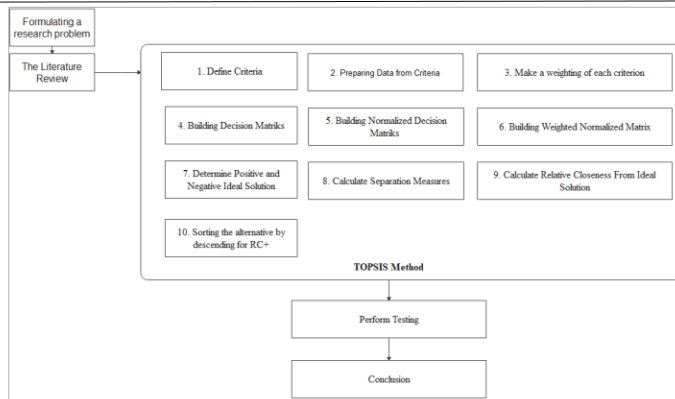 Formulating a
research problem
The Literature
Review
1. Define Criteria
2. Preparing Data from Criteria
3. Make a weighting of each criterion
4. Building Decision Matriks
5. Building Normalized Decision
Matriks
6. Building Weighted Normalized Matrix
7. Determine Positive and
Negative Ideal Solution
8. Calculate Separation Measures
9. Calculate Relative Closeness From Ideal
Solution
10. Sorting the alternative by
descending for RC+
TOPSIS Method
Perform Testing
Conclusion